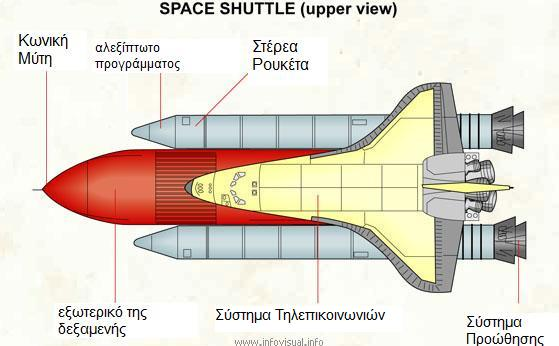 SPACE SHUTTLE (upper view)
Κωνική
Μύτη
αλεξίπτωτο
προγράμματος
Στέρεα
Ρουκέτα
εξωτερικό της
δεξαμενής
Σύστημα Τηλεπικοινωνιών
Σύστημα
Προώθησης
www.infovisual.info